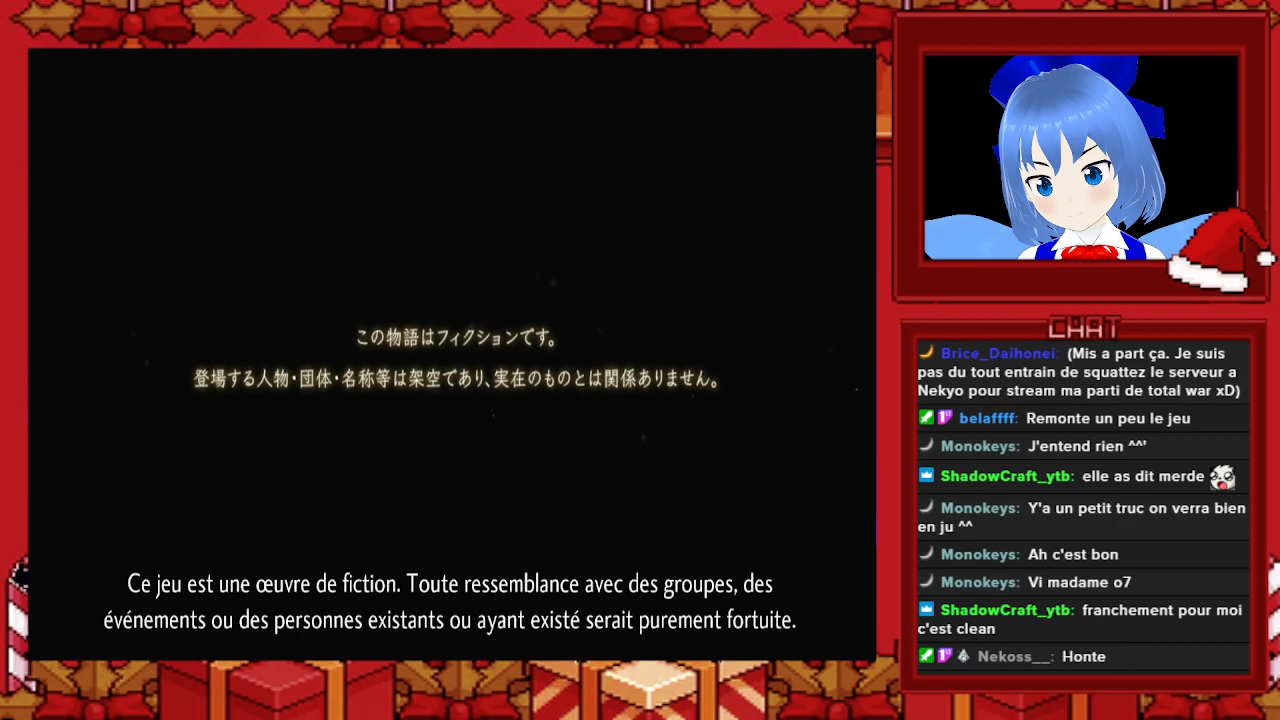 この物語はフィクションです。
登場する人物・団体・名称等は架空であり、実在のものとは関係ありません。
Ce jeu est une œuvre de fiction. Toute ressemblance avec des groupes, des
événements ou des personnes existants ou ayant existé serait purement fortuite.
CHAT
Brice_Daihonei: (Mis a part ça. Je suis
pas du tout entrain de squattez le serveur a
Nekyo pour stream ma parti de total war xD)
belaffff: Remonte un peu le jeu
Monokeys: J'entend rien ^^'
ShadowCraft_ytb: elle as dit merde
Monokeys: Y'a un petit truc on verra bien
en ju ^^
Monokeys: Ah c'est bon
Monokeys: Vi madame o7
ShadowCraft_ytb: franchement pour moi
c'est clean
Nekoss__: Honte